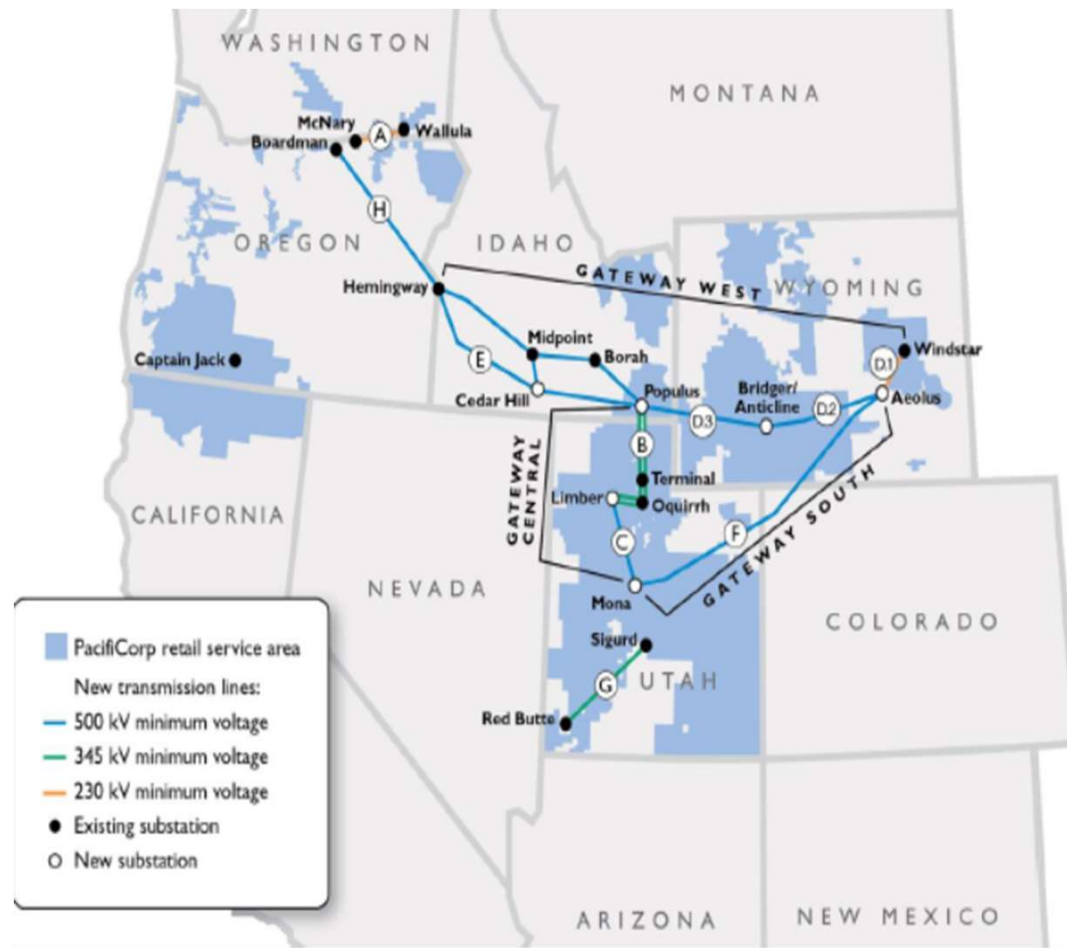 WASHINGTON
MONTANA
McNary
A
Wallula
Boardman
H
OREGON
IDAHO
GATEWAY WEST
WYOMING
Hemingway
Midpoint
Windstar
Captain Jack
E
Borah
D.1
Populus
Bridger/
Anticline
D.2
Aeolus
Cedar Hill
D.3
B
GATEWAY
CENTRAL
Terminal
Limber
Oquirrh
CALIFORNIA
C
F
GATEWAY SOUTH
NEVADA
Mona
COLORADO
Sigurd
G
UTAH
Red Butte
PacifiCorp retail service area
New transmission lines:
500 kV minimum voltage
345 kV minimum voltage
230 kV minimum voltage
Existing substation
New substation
ARIZONA
NEW MEXICO